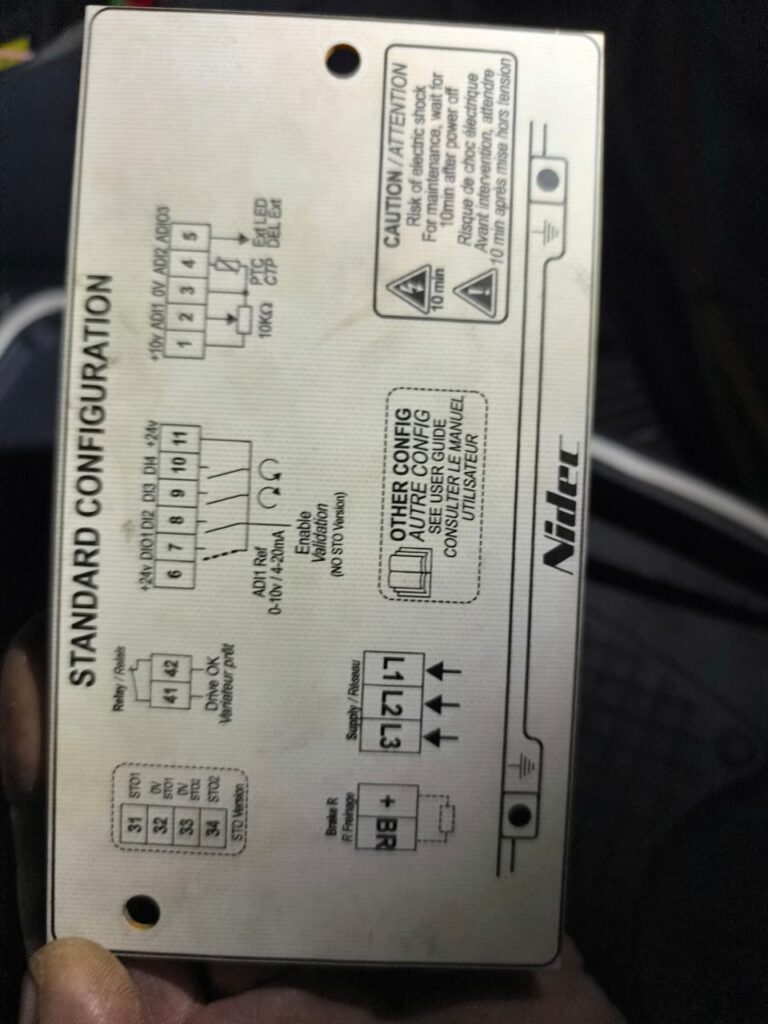 STANDARD CONFIGURATION
31 STO1
32 0V STO1
33 0V STO2
34 STO2
STO Version
Relay / Relais
41 42
Drive OK
Variateur prêt
+24v DIO1 DI2 DI3 DI4 +24v
6 7 8 9 10 11
ADI1 Ref
0-10v / 4-20mA
Enable
Validation
(NO STO Version)
+10v ADI1 0V ADI2 ADIO3
1 2 3 4 5
10KΩ
PTC
CTP
Ext LED
DEL Ext
Brake R
R Freinage
BR +
Supply / Réseau
L3 L2 L1
OTHER CONFIG
AUTRE CONFIG
SEE USER GUIDE
CONSULTER LE MANUEL
UTILISATEUR
CAUTION / ATTENTION
Risk of electric shock
For maintenance, wait for
10min after power off
Risque de choc électrique
Avant intervention, attendre
10 min après mise hors tension
10 min
Nidec